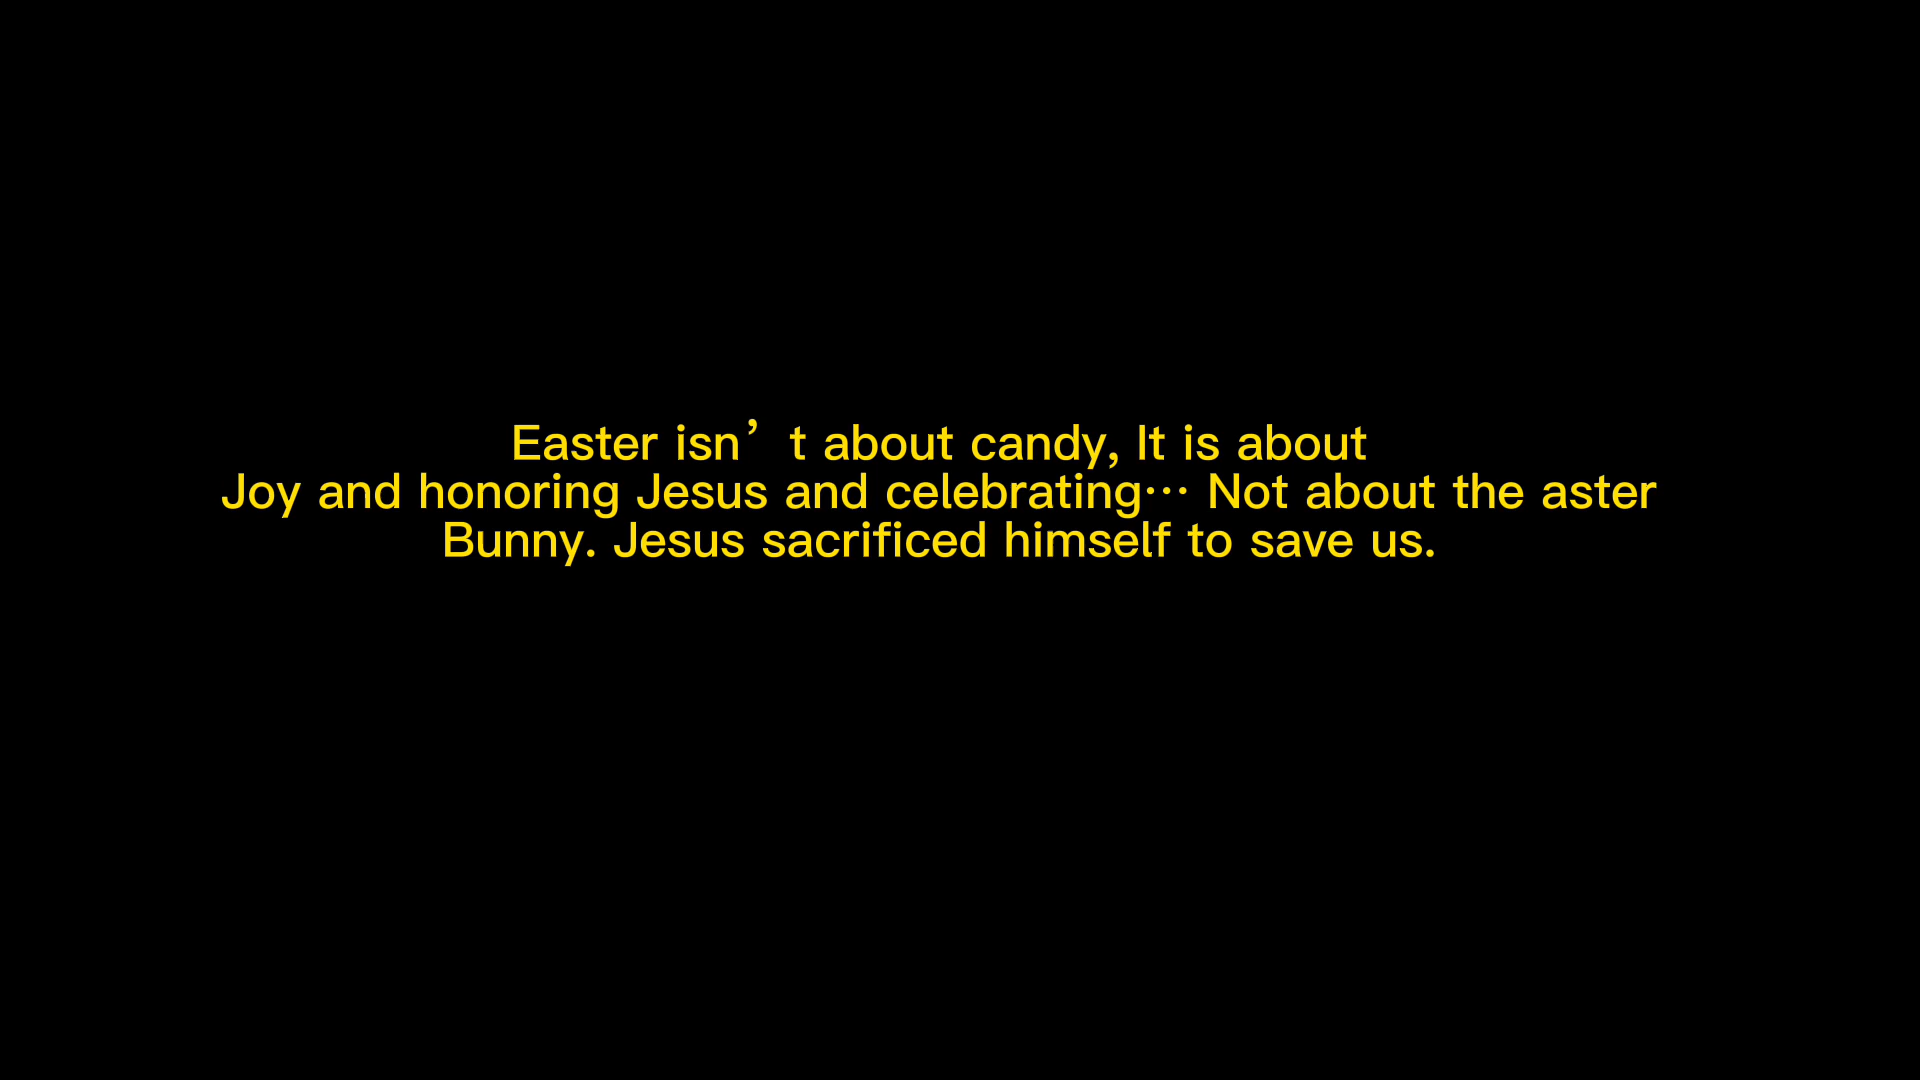 Easter isn’t about candy, It is about
Joy and honoring Jesus and celebrating… Not about the aster
Bunny. Jesus sacrificed himself to save us.